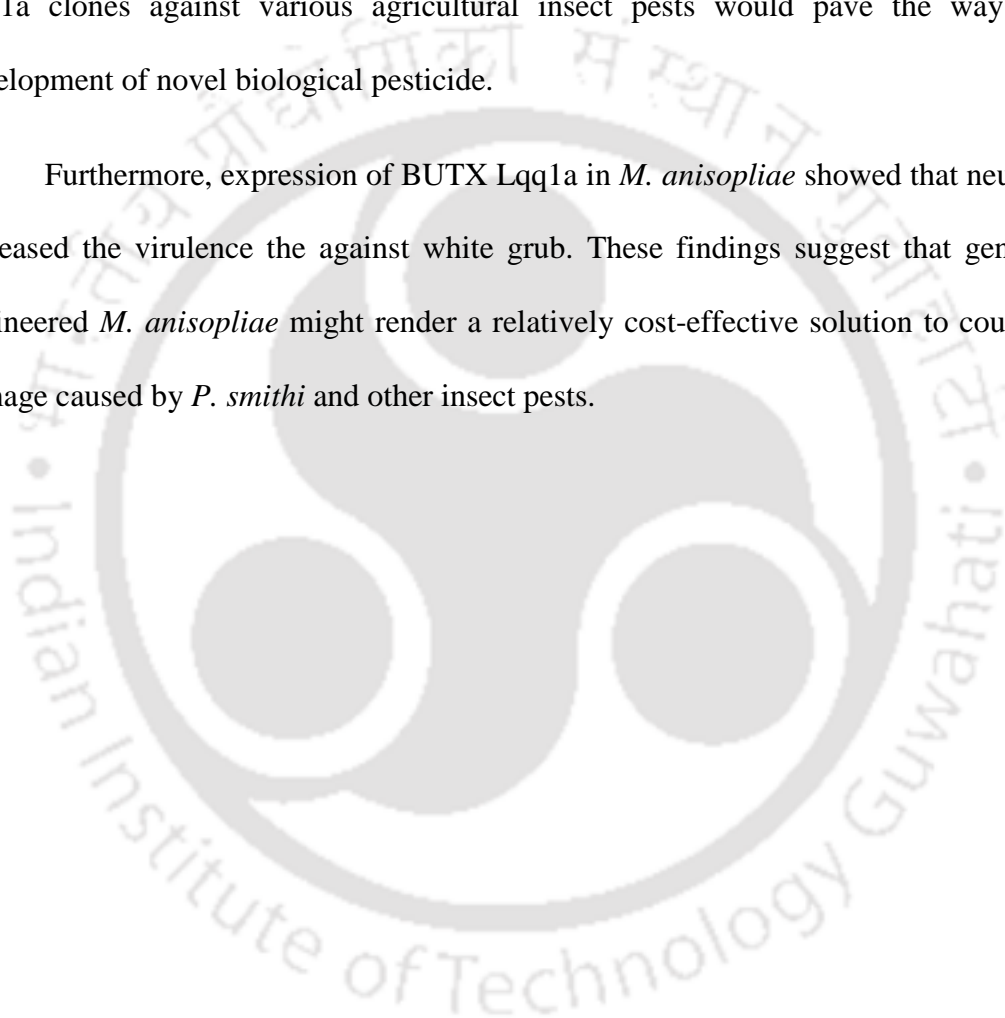 1a clones against various agricultural insect pests would pave the way
elopment of novel biological pesticide.
Furthermore, expression of BUTX Lqq1a in M. anisopliae showed that neu
eased the virulence the against white grub. These findings suggest that gen
ineered M. anisopliae might render a relatively cost-effective solution to cou
nage caused by P. smithi and other insect pests.
Indian Institute of Technology Guwahati